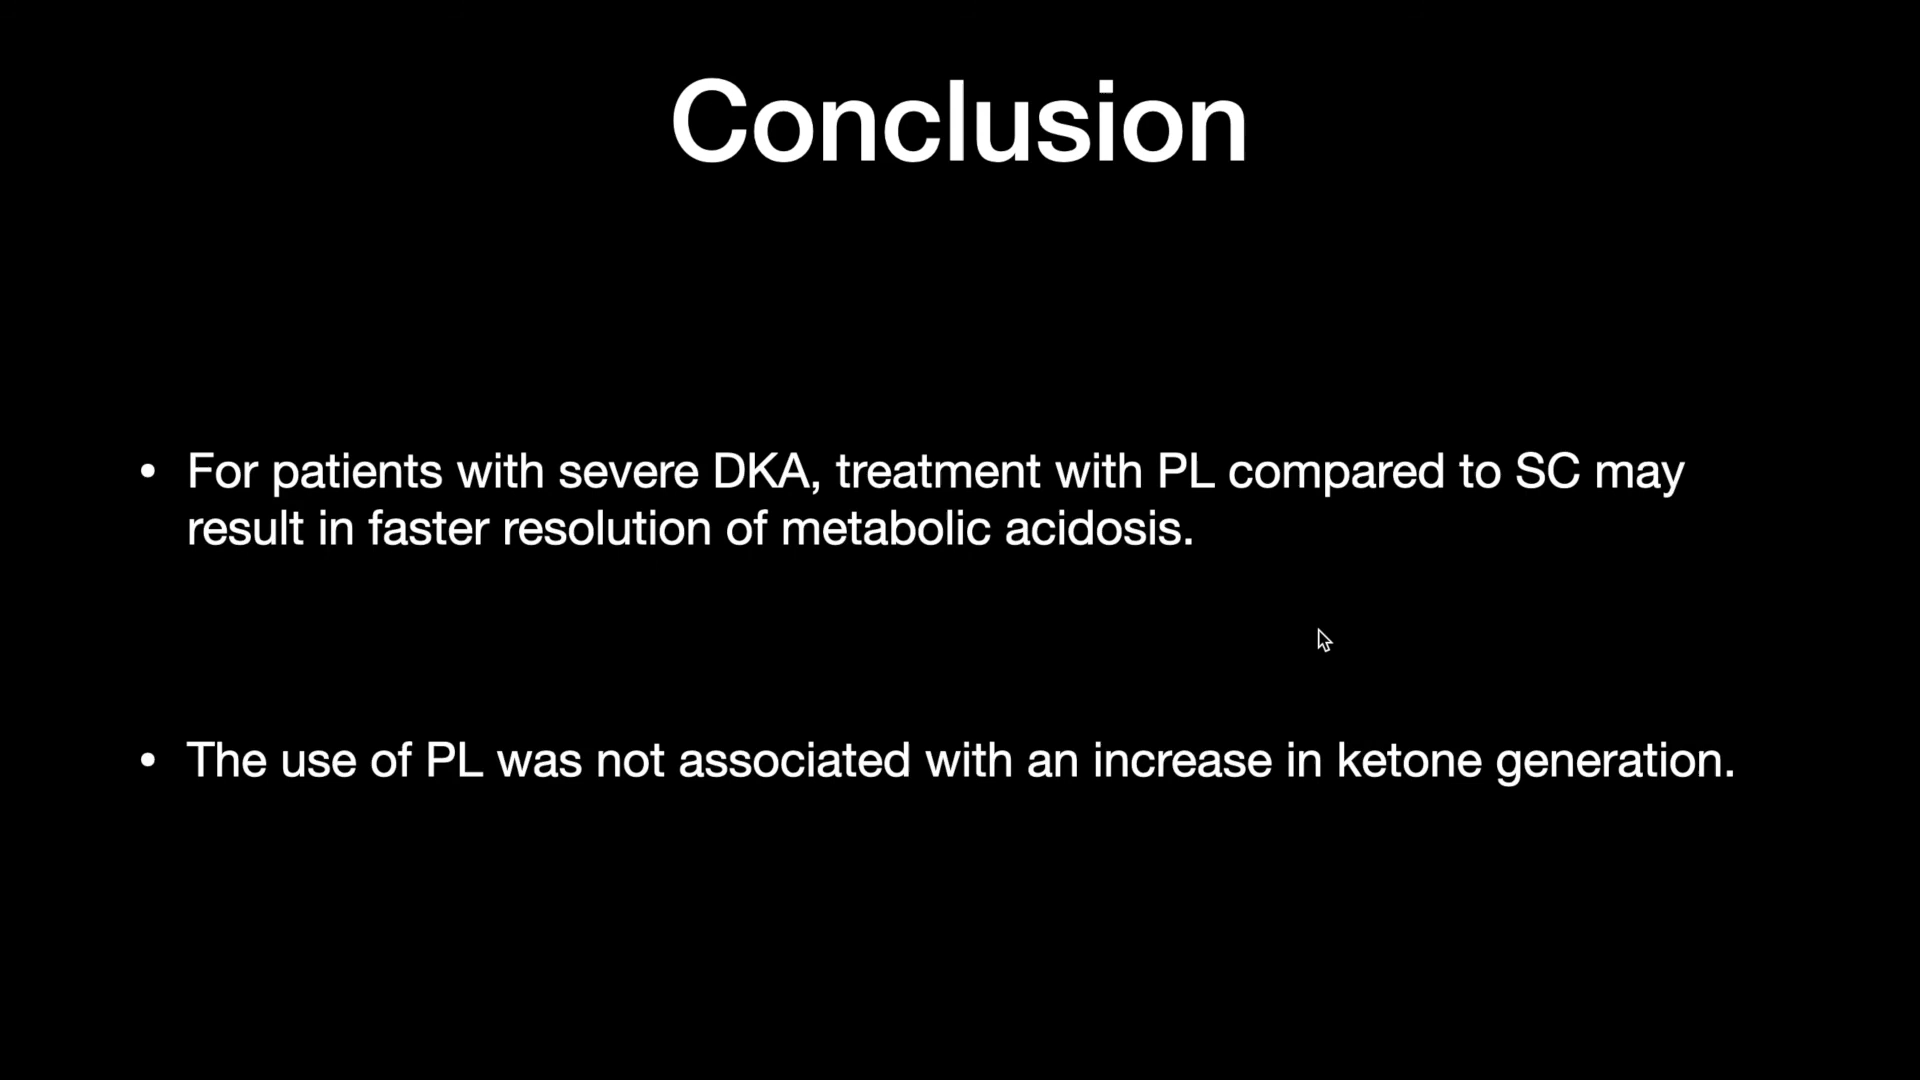 Conclusion
• For patients with severe DKA, treatment with PL compared to SC may
result in faster resolution of metabolic acidosis.
• The use of PL was not associated with an increase in ketone generation.